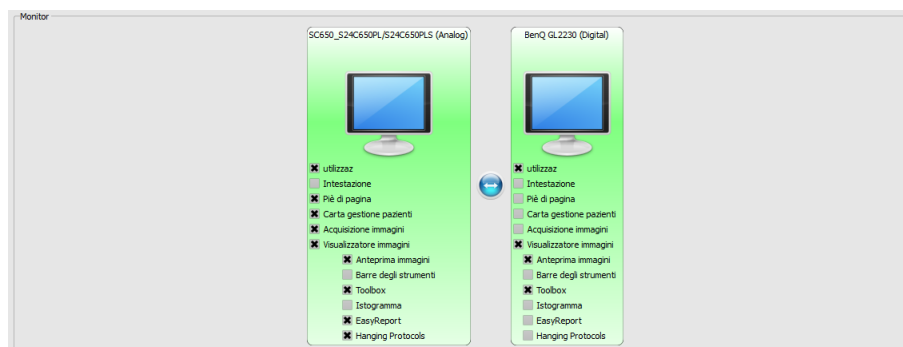 Monitor
SC650_S24C650PL/S24C650PLS (Analog)
utilizzaz
Intestazione
Piè di pagina
Carta gestione pazienti
Acquisizione immagini
Visualizzatore immagini
Anteprima immagini
Barre degli strumenti
Toolbox
Istogramma
EasyReport
Hanging Protocols
BenQ GL2230 (Digital)
utilizzaz
Intestazione
Piè di pagina
Carta gestione pazienti
Acquisizione immagini
Visualizzatore immagini
Anteprima immagini
Barre degli strumenti
Toolbox
Istogramma
EasyReport
Hanging Protocols